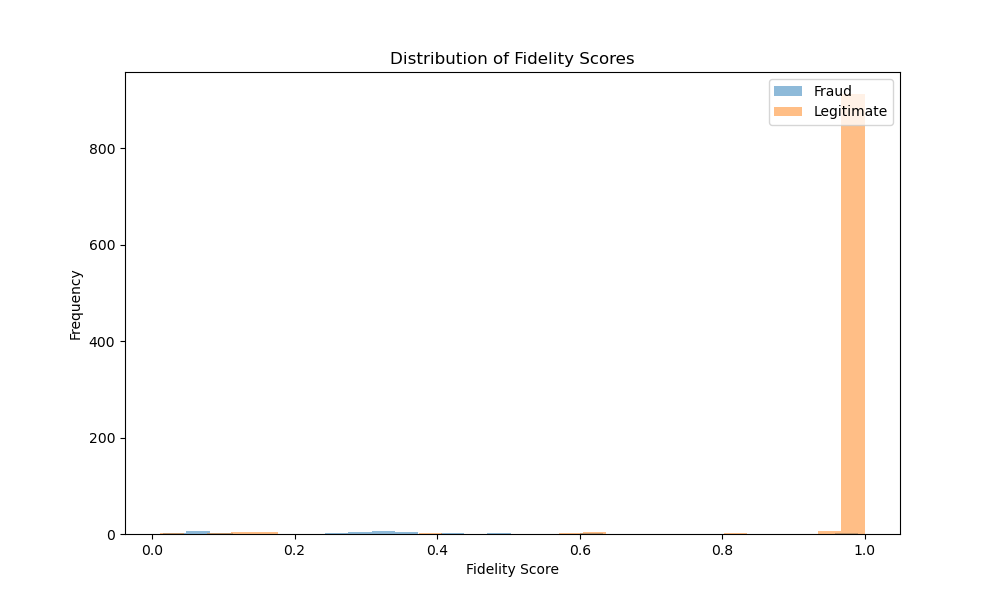 Distribution of Fidelity Scores
Fraud
Legitimate
800
600
400
200
0
Frequency
0.0 0.2 0.4 0.6 0.8 1.0
Fidelity Score